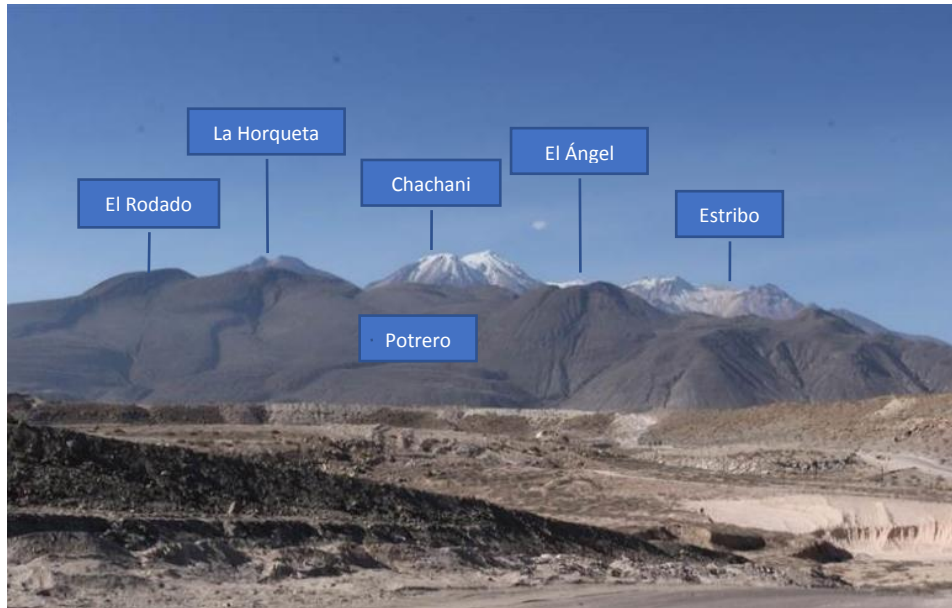 La Horqueta
El Ángel
Chachani
El Rodado
Estribo
Potrero